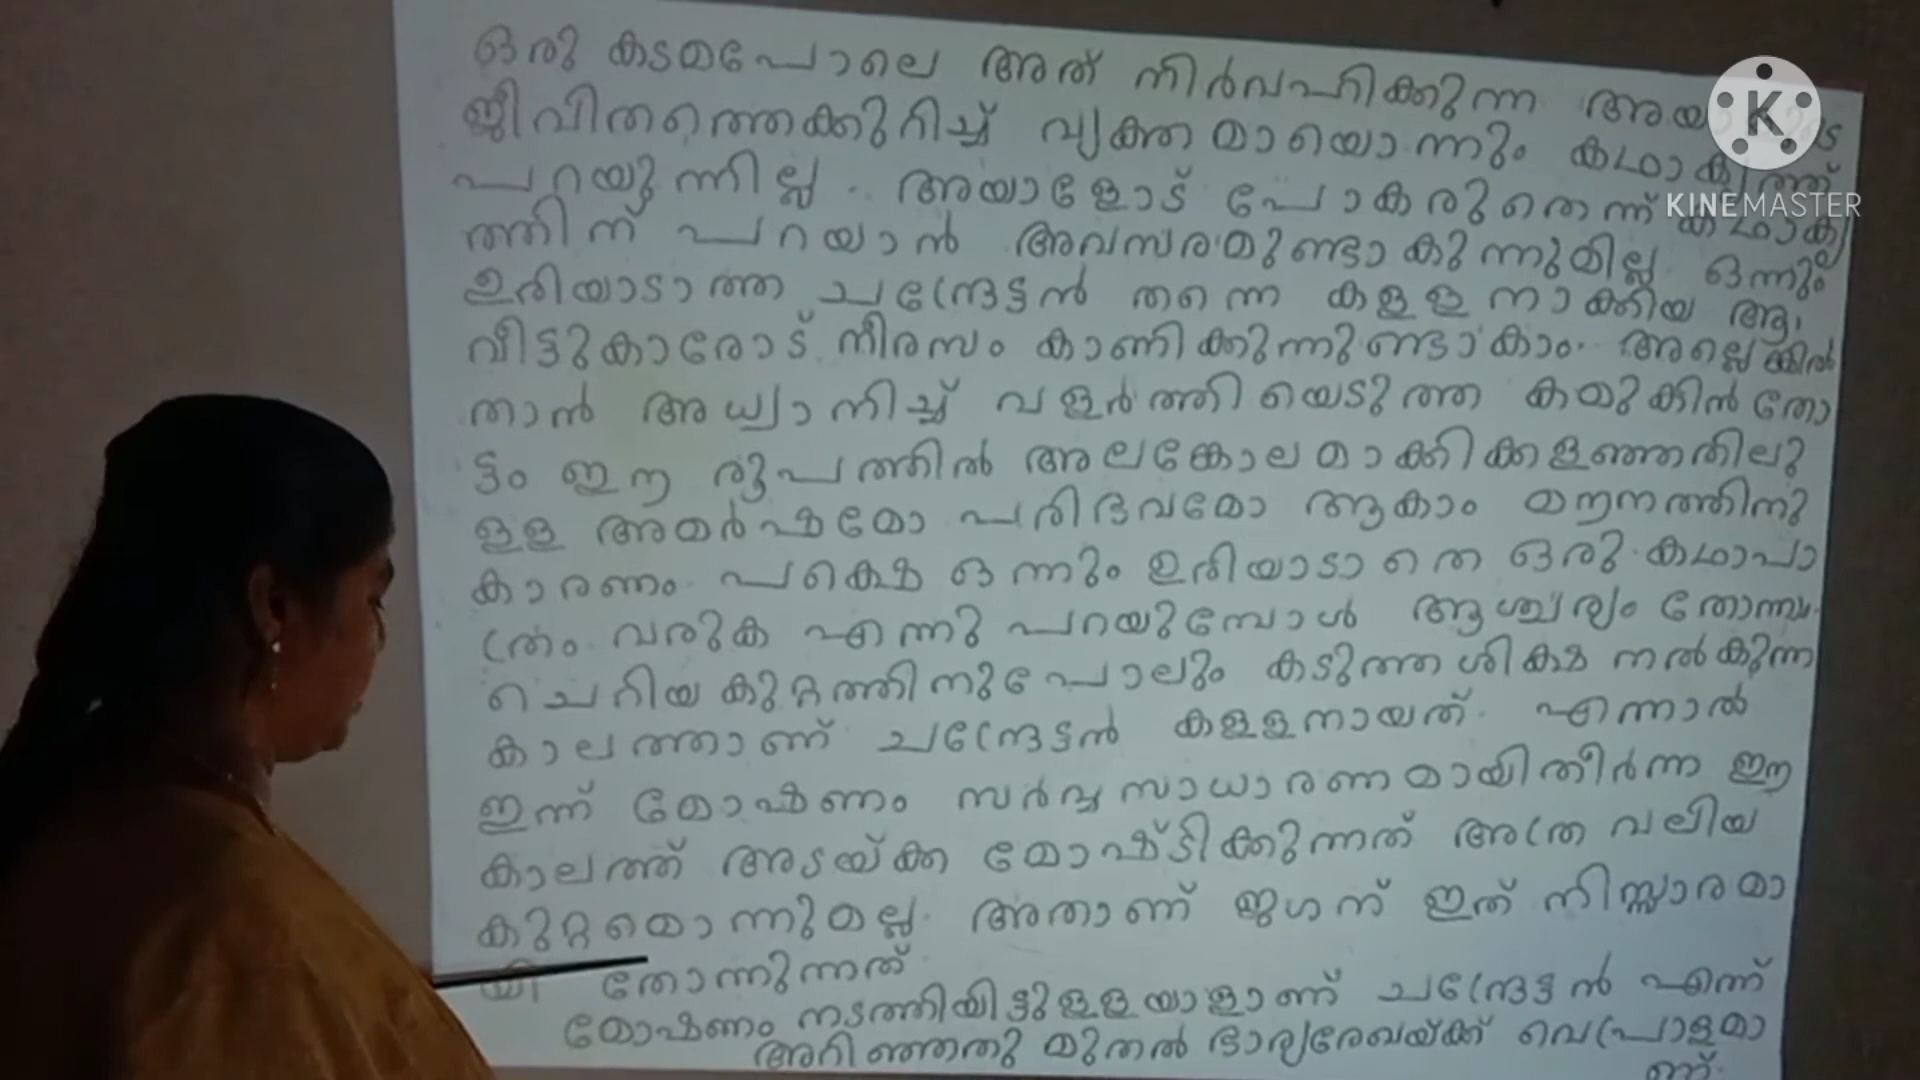 ഒരു കടമപോലെ അത് നിർവഹിക്കുന്ന
ജീവിതത്തെക്കുറിച്ച് വ്യക്തമായൊന്നും
പറയുന്നില്ല. അയാളോട് പോകരുതെന്ന് കഥാകൃ
ത്തിന് പറയാൻ അവസരമുണ്ടാകുന്നുമില്ല. ഒന്നും
ഉരിയാടാത്ത ചന്ദ്രേട്ടൻ തന്നെ കള്ളനാക്കിയ ആ
വീട്ടുകാരോട് നീരസം കാണിക്കുന്നുണ്ടാകാം. അല്ലെങ്കിൽ
താൻ അധ്വാനിച്ച് വളർത്തിയെടുത്ത കമുകിൻ തോ
ട്ടം ഈ രൂപത്തിൽ അലങ്കോലമാക്കിക്കളഞ്ഞതിലു
ള്ള അമർഷമോ പരിഭവമോ ആകാം മൗനത്തിനു
കാരണം. പക്ഷെ ഒന്നും ഉരിയാടാതെ ഒരു കഥാപാ
ത്രം വരുക എന്നു പറയുമ്പോൾ ആശ്ചര്യം തോന്നും.
ചെറിയ കുറ്റത്തിനുപോലും കടുത്ത ശിക്ഷ നൽകുന്ന
കാലത്താണ് ചന്ദ്രേട്ടൻ കള്ളനായത്. എന്നാൽ
ഇന്ന് മോഷണം സർവ്വസാധാരണമായിതീർന്ന ഈ
കാലത്ത് അടയ്ക്ക മോഷ്ടിക്കുന്നത് അത്ര വലിയ
കുറ്റമൊന്നുമല്ല. അതാണ് ജഗന് ഇത് നിസ്സാരമാ
യി തോന്നുന്നത്.
മോഷണം നടത്തിയിട്ടുള്ളയാളാണ് ചന്ദ്രേട്ടൻ എന്ന്
അറിഞ്ഞതു മുതൽ ഭാര്യരേഖയ്ക്ക് വെപ്രാളമാ
ണ്.
K
KINEMASTER